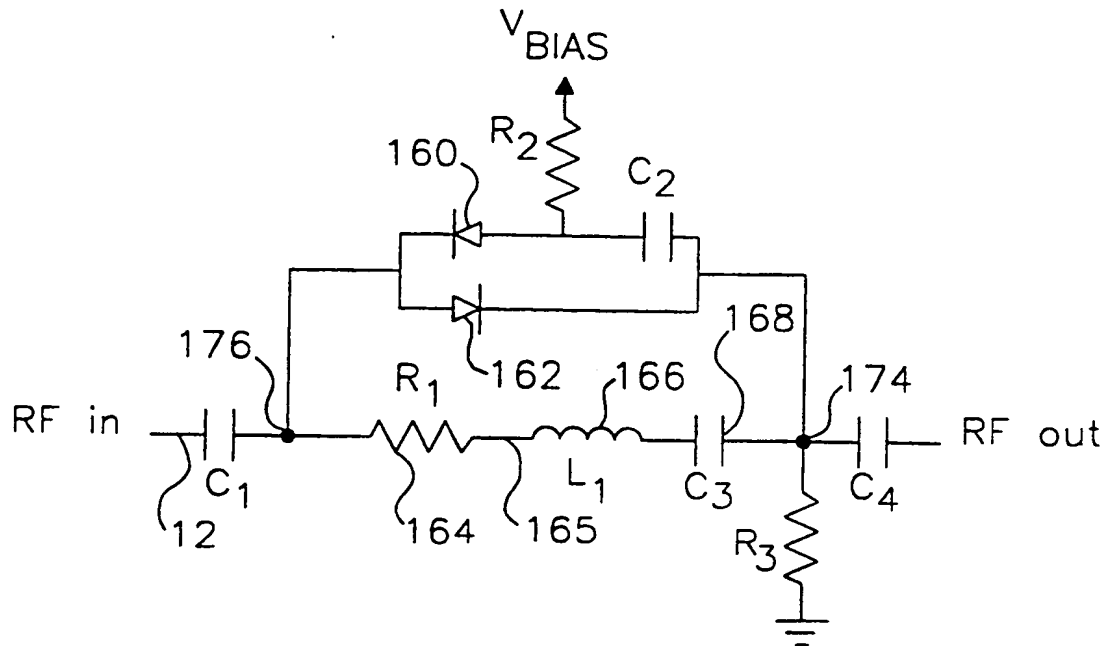 V BIAS
R2
160
C2
162
176
R1
166
168
174
RF in
RF out
C1
L1
C3
C4
12
164
165
R3